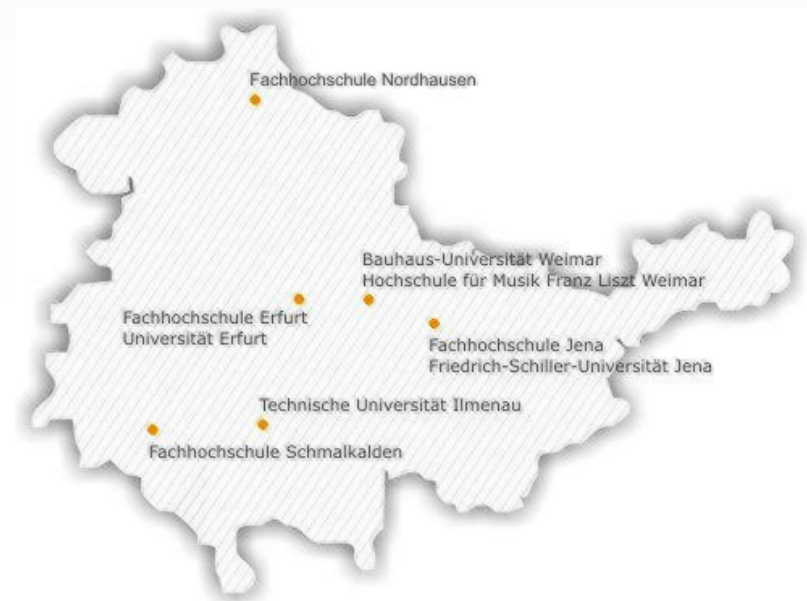 Fachhochschule Nordhausen
Bauhaus-Universität Weimar
Hochschule für Musik Franz Liszt Weimar
Fachhochschule Erfurt
Universität Erfurt
Fachhochschule Jena
Friedrich-Schiller-Universität Jena
Technische Universität Ilmenau
Fachhochschule Schmalkalden